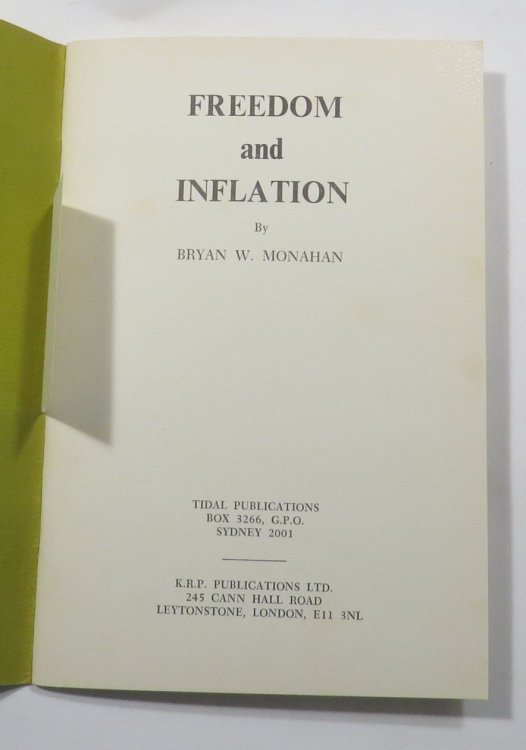 FREEDOM
and
INFLATION
By
BRYAN W. MONAHAN
TIDAL PUBLICATIONS
BOX 3266, G.P.O.
SYDNEY 2001
K.R.P. PUBLICATIONS LTD.
245 CANN HALL ROAD
LEYTONSTONE, LONDON, E11 3NL